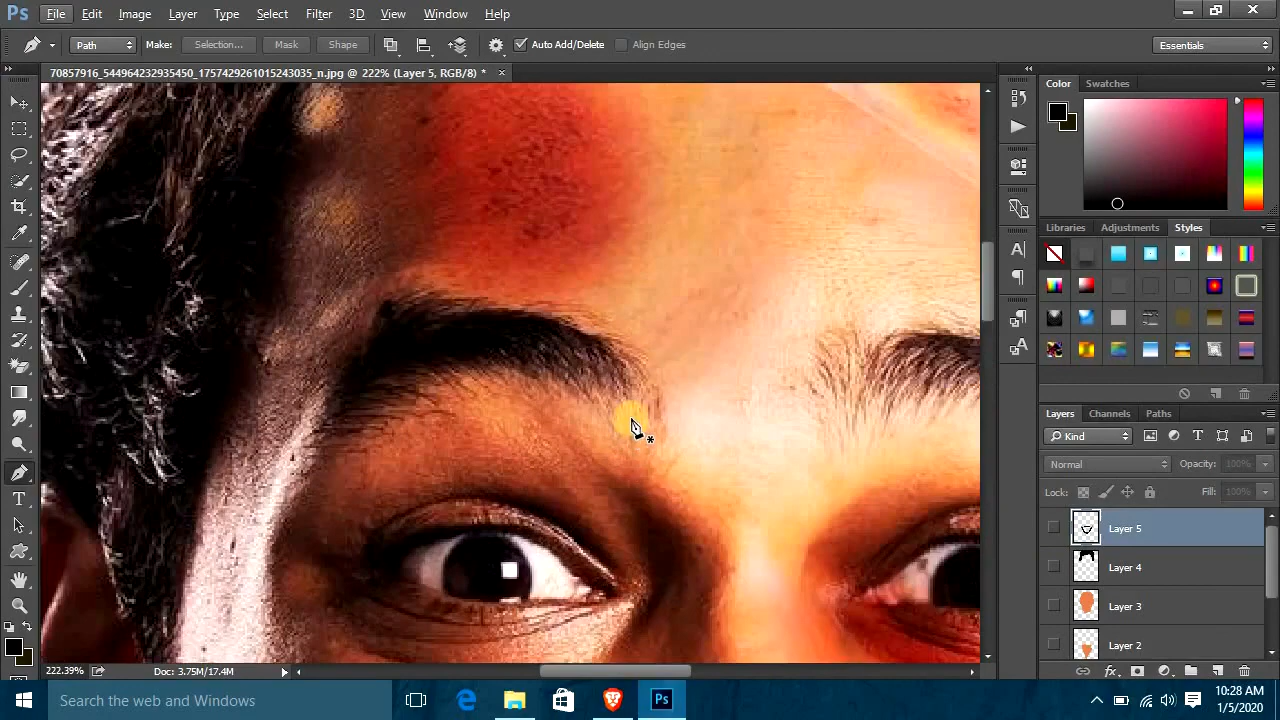 Ps File Edit Image Layer Type Select Filter 3D View Window Help
Path Make: Selection... Mask Shape Auto Add/Delete Align Edges Essentials
70857916_544964232935450_1757429261015243035_n.jpg @ 222% (Layer 5, RGB/8) *
Color Swatches
Libraries Adjustments Styles
Layers Channels Paths
Kind
Normal Opacity: 100%
Lock: Fill: 100%
Layer 5
Layer 4
Layer 3
Layer 2
222.39% Doc: 3.75M/17.4M
Search the web and Windows
Ps
10:28 AM
1/5/2020